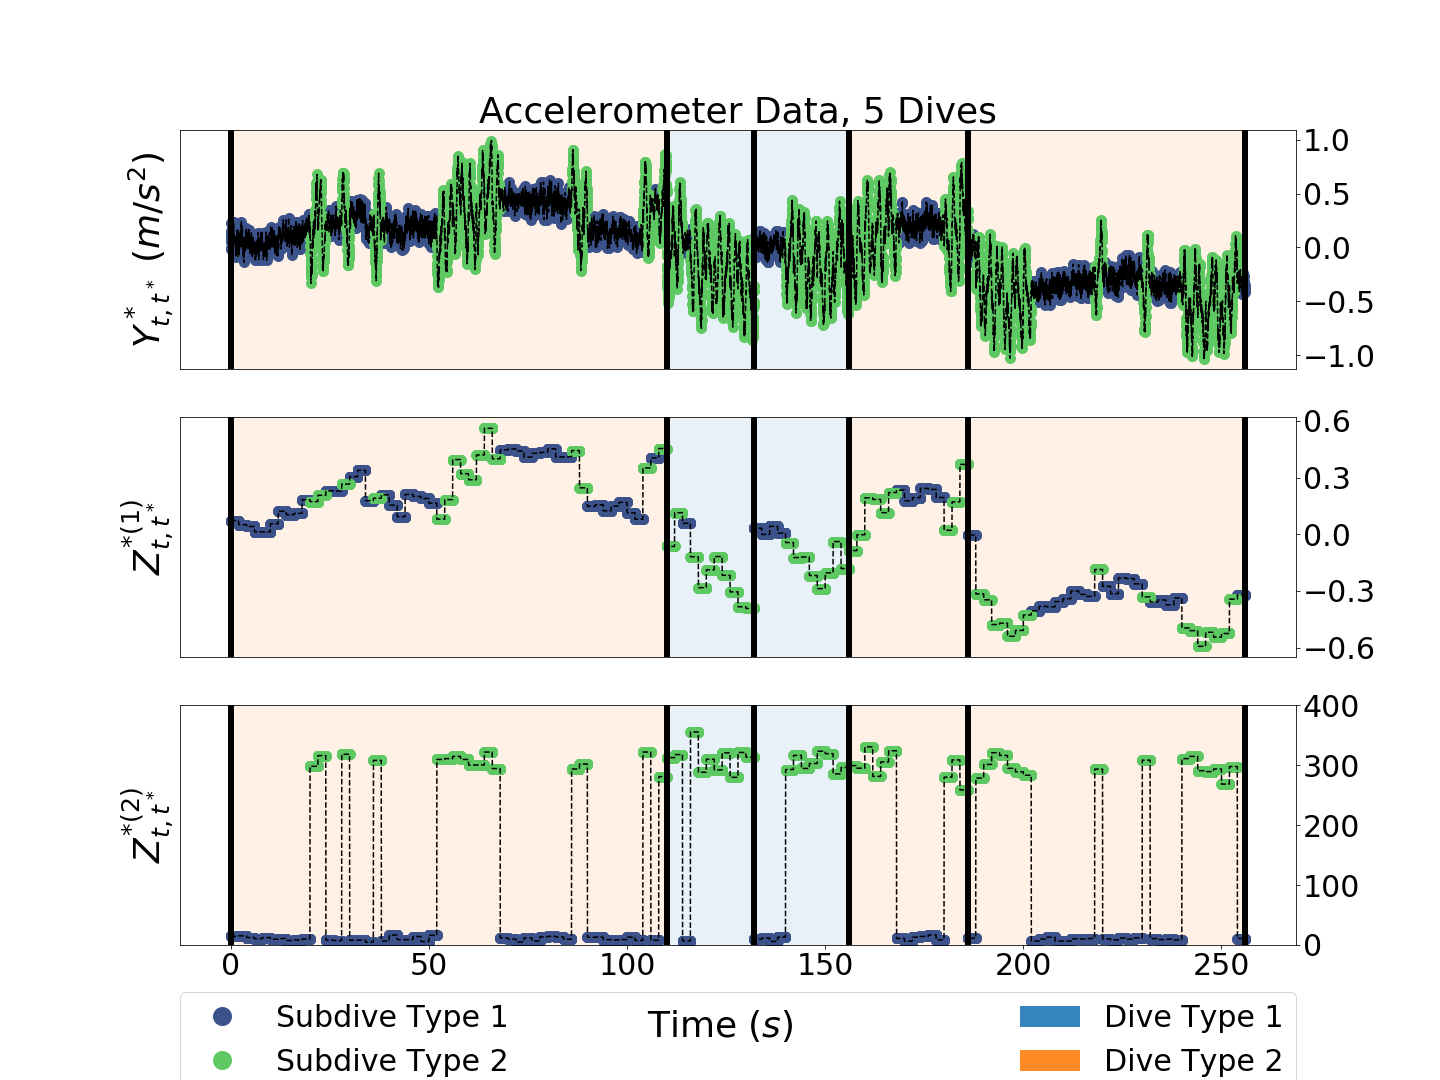 Accelerometer Data, 5 Dives
Y*t,t* (m/s²)
1.0
0.5
0.0
−0.5
−1.0
Z*(1)t,t*
0.6
0.3
0.0
−0.3
−0.6
Z*(2)t,t*
400
300
200
100
0
0 50 100 150 200 250
Time (s)
Subdive Type 1
Subdive Type 2
Dive Type 1
Dive Type 2